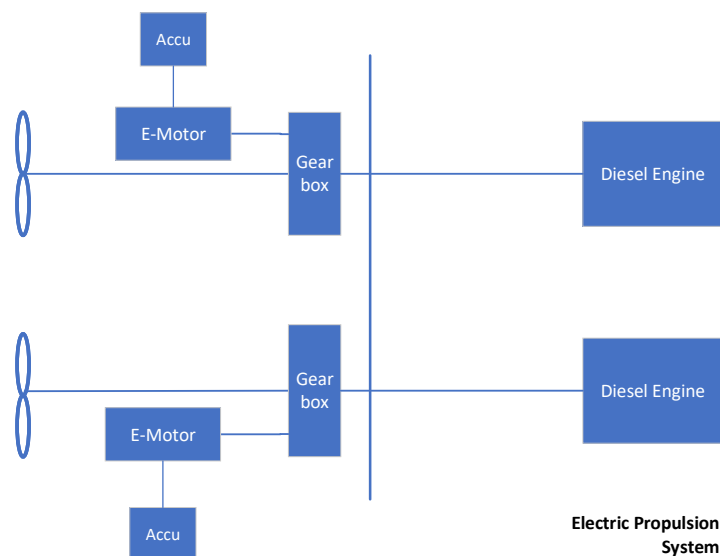 Accu
E-Motor
Gear
box
Diesel Engine
Gear
box
Diesel Engine
E-Motor
Accu
Electric Propulsion
System